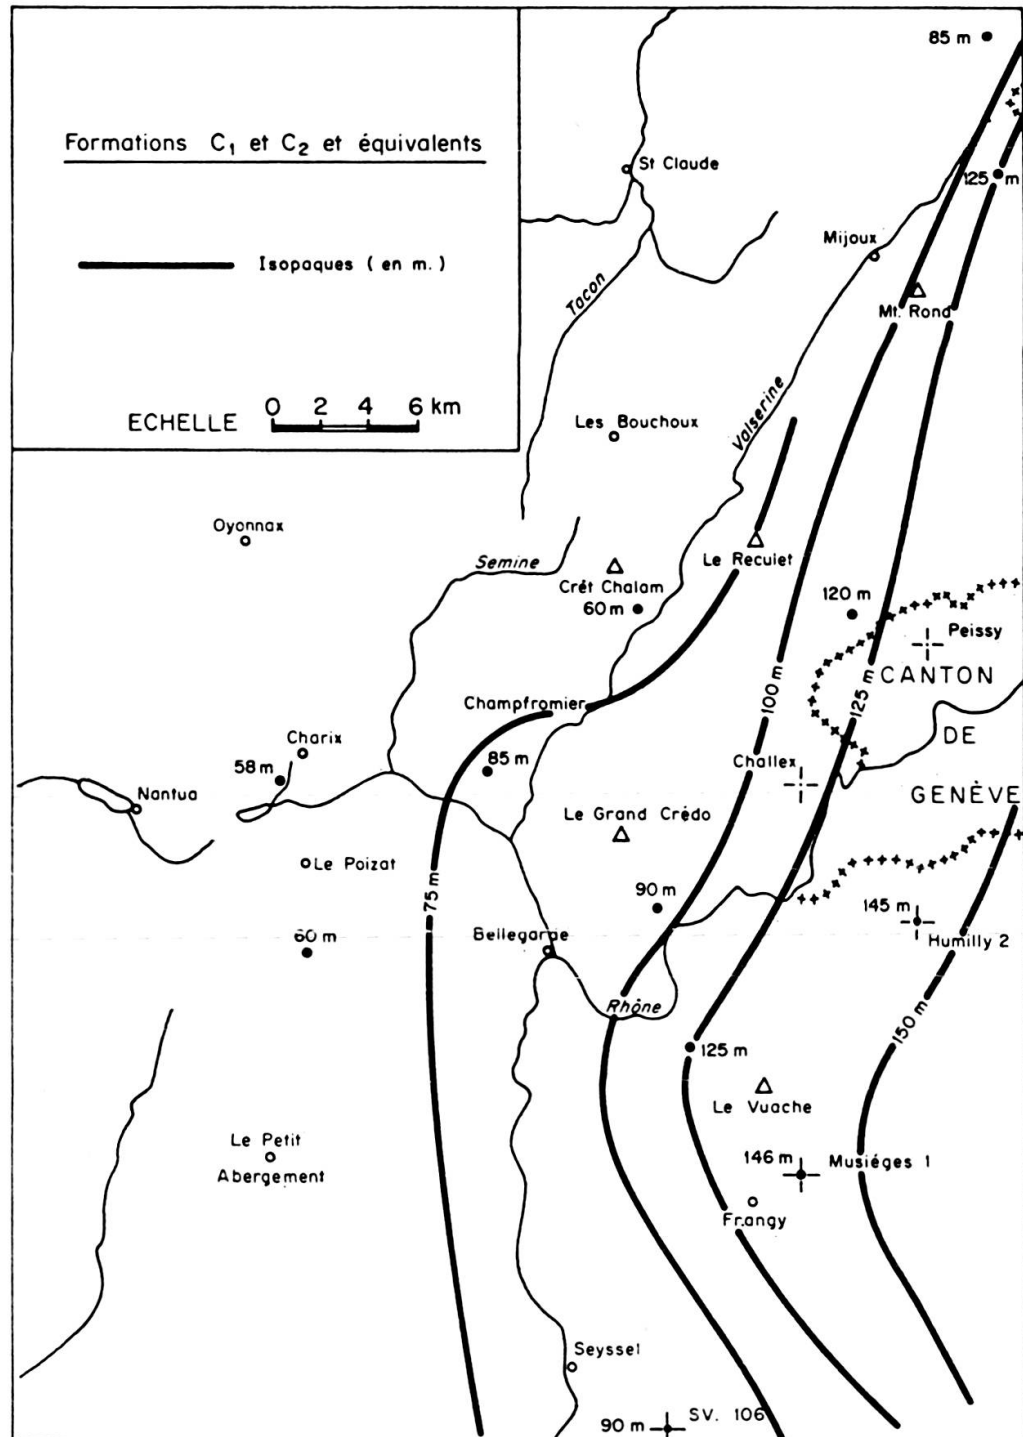 85 m
Formations C₁ et C₂ et équivalents
St Claude
125 m
Mijoux
Isopaques ( en m. )
Tacon
Mt. Rond
Valserine
ECHELLE 0 2 4 6 km
Les Bouchoux
Oyonnax
Semine
Le Reculet
Crêt Chalam
60 m
120 m
Peissy
CANTON
100 m
125 m
Champfromier
DE
Charix
58 m
85 m
Challex
Nantua
GENÈVE
Le Grand Crédo
Le Poizat
75 m
90 m
145 m
60 m
Bellegarde
Humilly 2
Rhône
150 m
125 m
Le Vuache
Le Petit
Abergement
146 m
Musiéges 1
Frangy
Seyssel
90 m
SV. 106